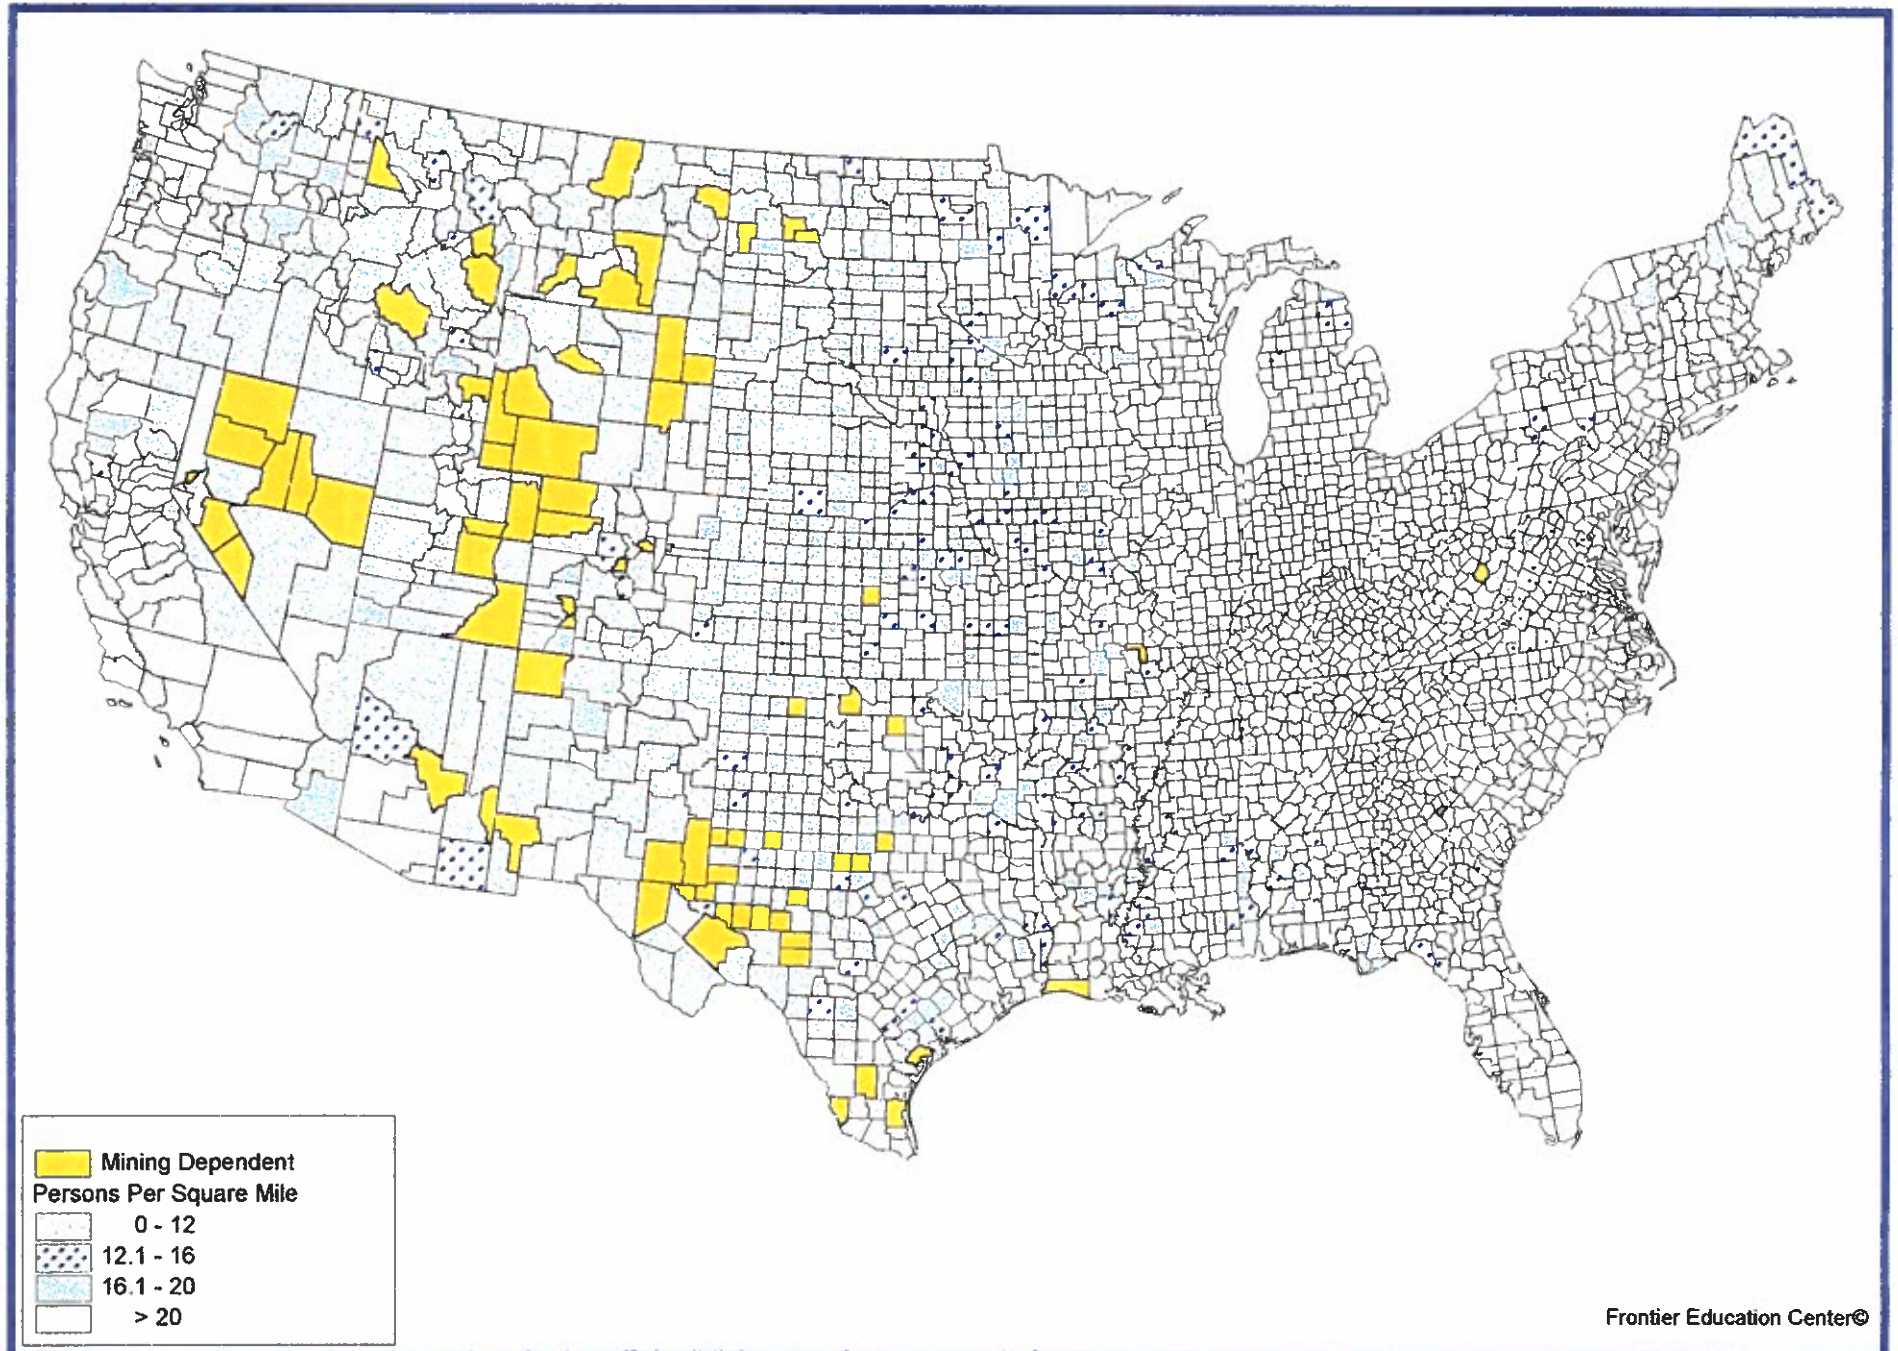 Mining Dependent
Persons Per Square Mile
0 - 12
12.1 - 16
16.1 - 20
> 20
Frontier Education Center©